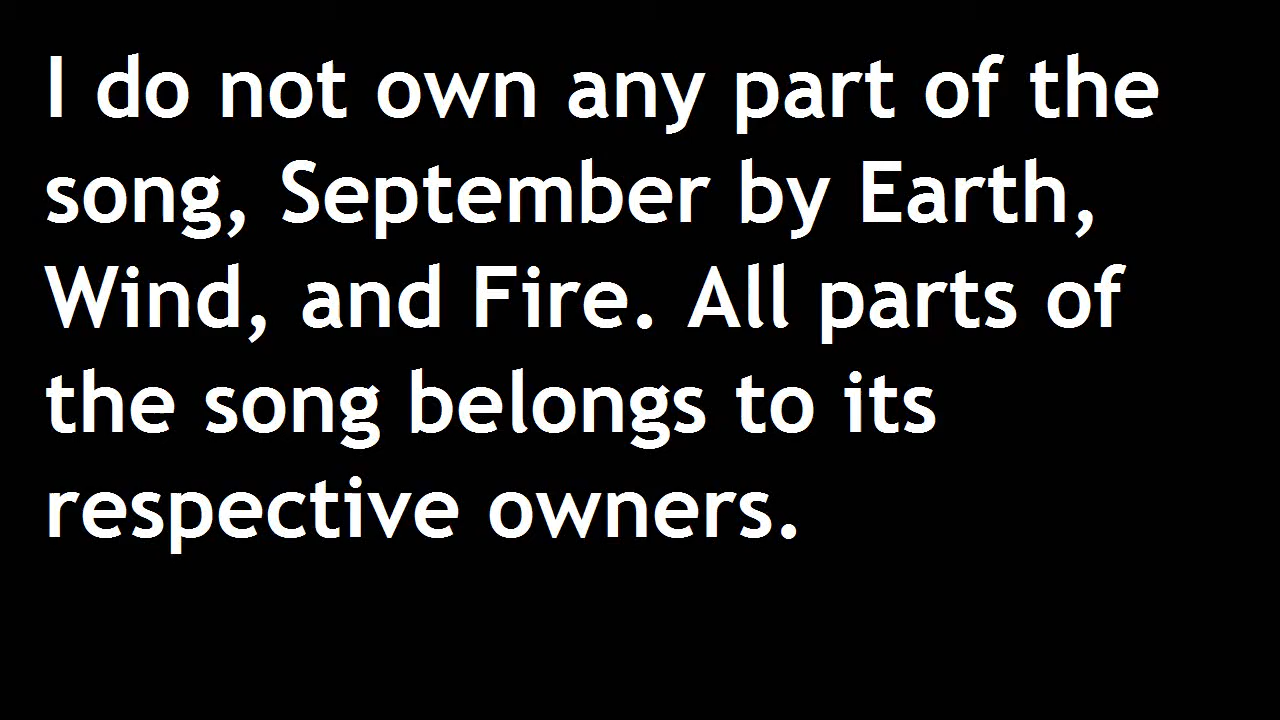 I do not own any part of the
song, September by Earth,
Wind, and Fire. All parts of
the song belongs to its
respective owners.